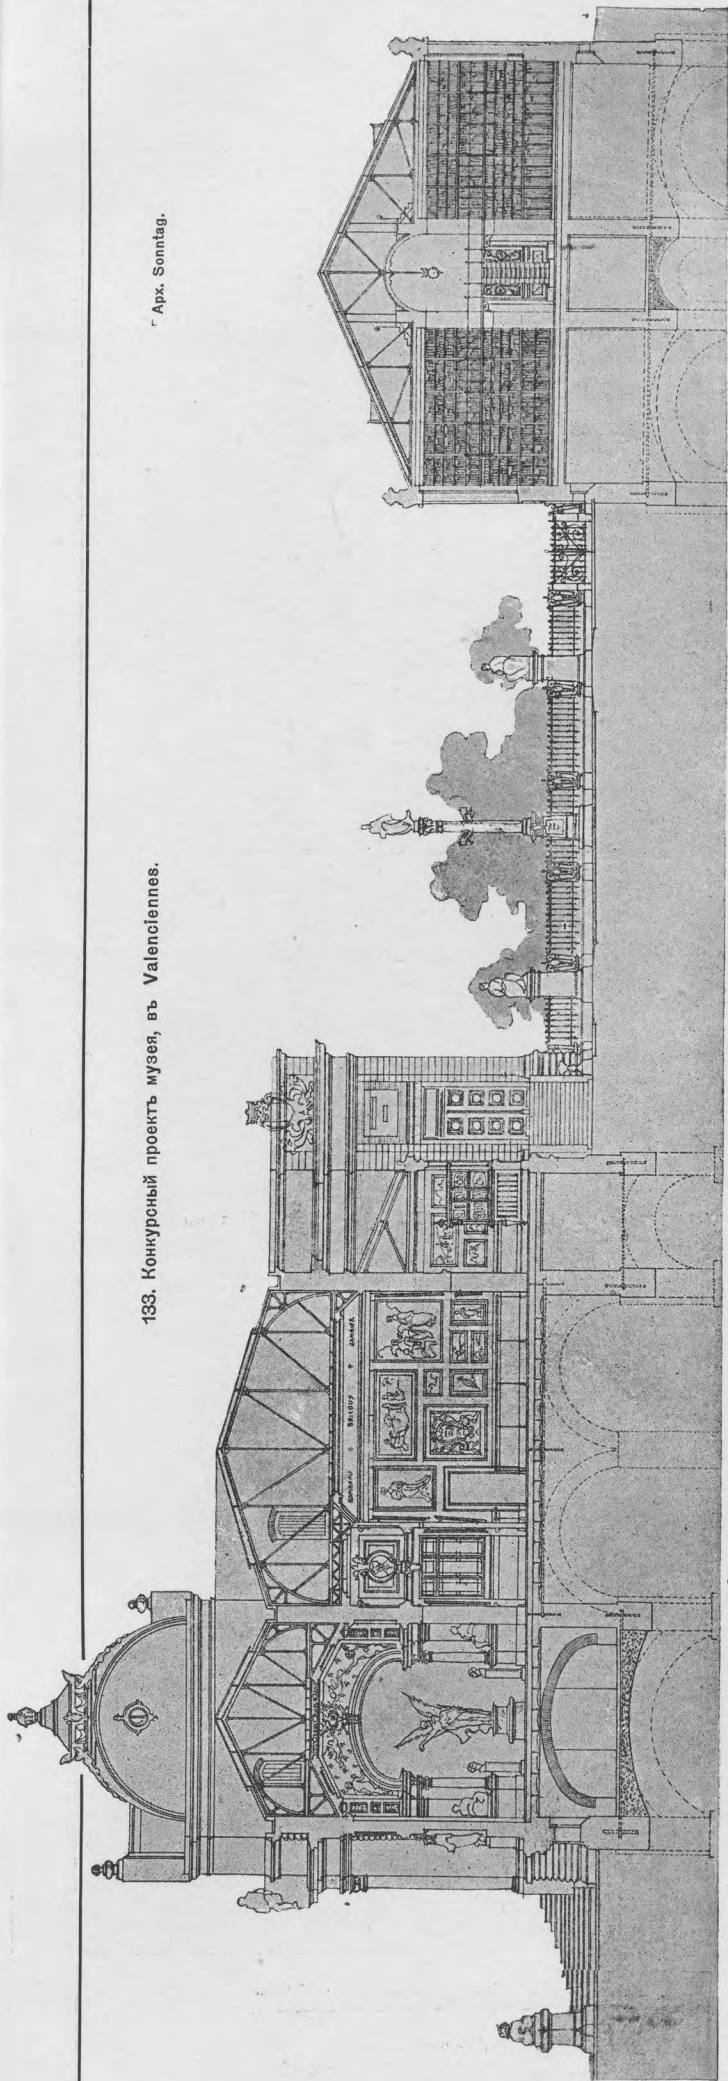 133. Конкурсный проектъ музея, въ Valenciennes.
Арх. Sonntag.